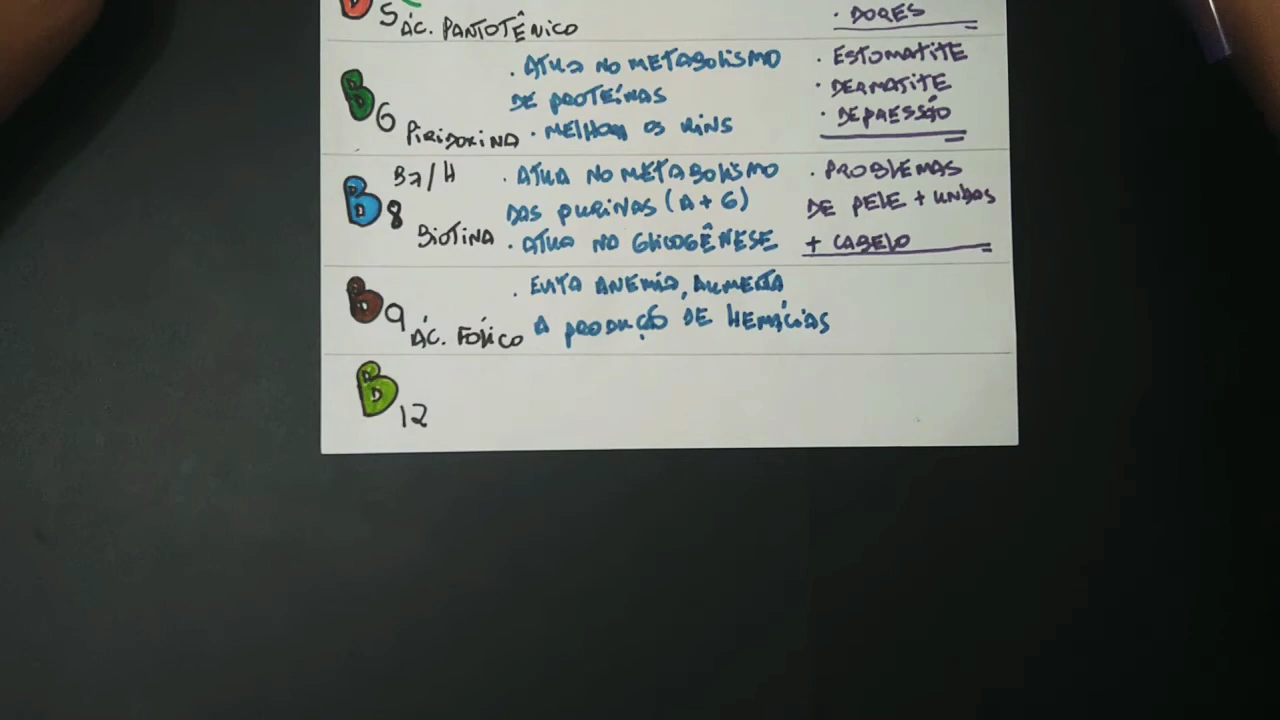 5 ÁC. PANTOTÊNICO
· DORES
B6 PIRIDOXINA
· ATUA NO METABOLISMO
DE PROTEÍNAS
· MELHORA OS RINS
· ESTOMATITE
· DERMATITE
· DEPRESSÃO
B8 B7/H
BIOTINA
· ATUA NO METABOLISMO
DAS PURINAS (A+G)
· ATUA NO GLICOGÊNESE
· PROBLEMAS
DE PELE + UNHAS
+ CABELO
B9 ÁC. FÓLICO
· EVITA ANEMIA, AUMENTA
A PRODUÇÃO DE HEMÁCIAS
B12